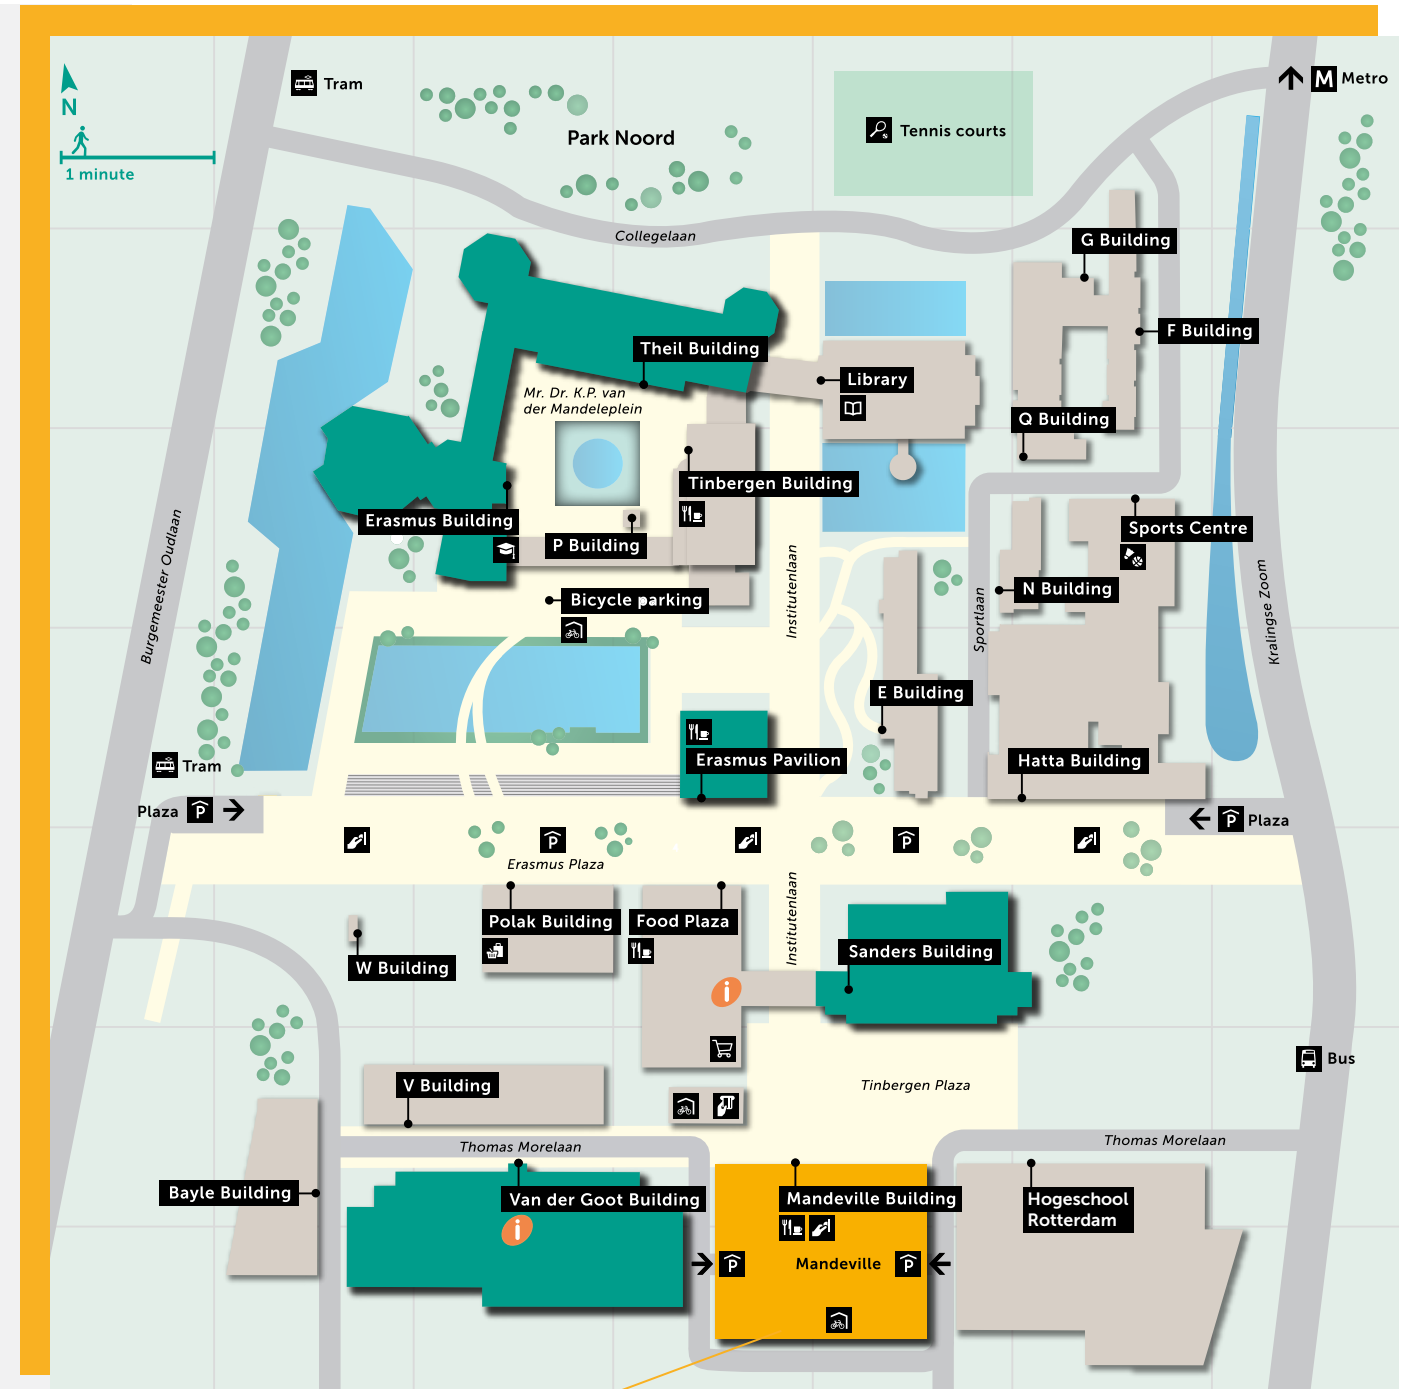 Tram
M Metro
N
1 minute
Park Noord
Tennis courts
Collegelaan
G Building
F Building
Theil Building
Library
Mr. Dr. K.P. van
der Mandeleplein
Q Building
Tinbergen Building
Erasmus Building
P Building
Sports Centre
Burgemeester Oudlaan
Institutenlaan
Sportlaan
Kralingse Zoom
N Building
Bicycle parking
E Building
Erasmus Pavilion
Hatta Building
Tram
Plaza P
P Plaza
P
P
Erasmus Plaza
Institutenlaan
Polak Building
Food Plaza
W Building
Sanders Building
i
Bus
V Building
Tinbergen Plaza
Thomas Morelaan
Thomas Morelaan
Bayle Building
Van der Goot Building
Mandeville Building
Hogeschool
Rotterdam
i
P
Mandeville
P